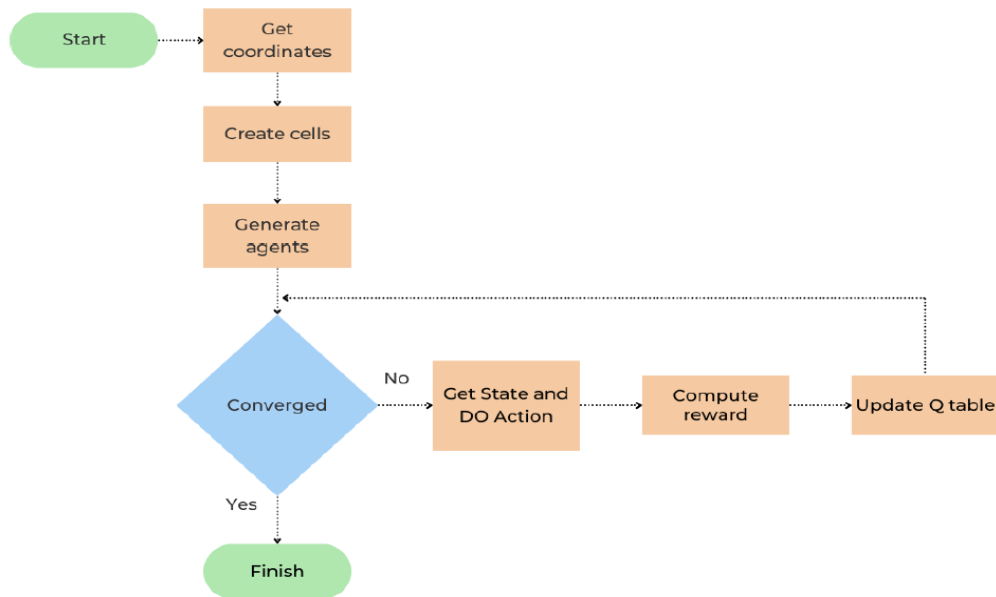 Start
Get
coordinates
Create cells
Generate
agents
Converged
No
Get State and
DO Action
Compute
reward
Update Q table
Yes
Finish